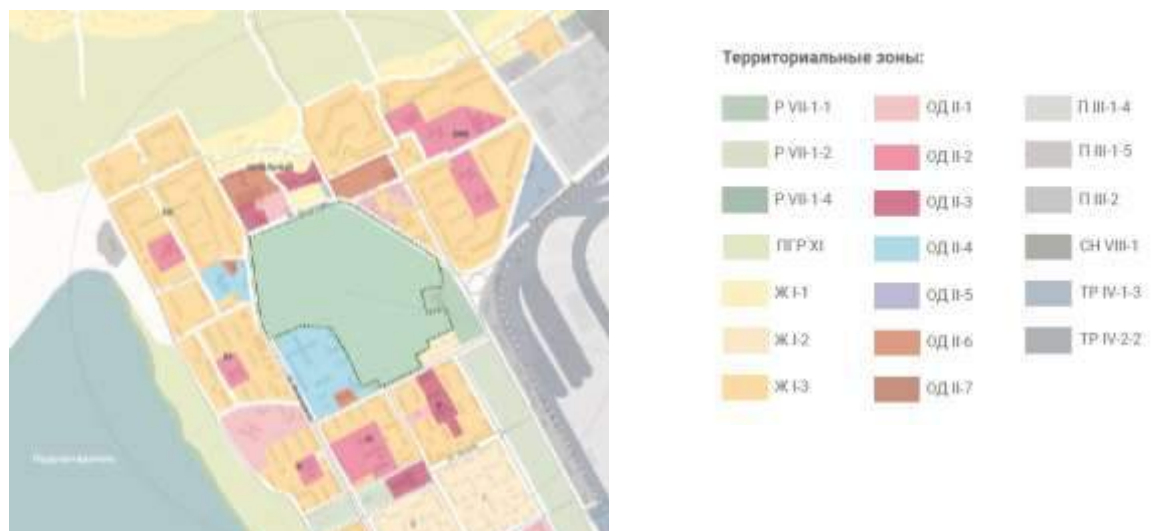 Территориальные зоны:
Р VII-1-1
Р VII-1-2
Р VII-1-4
ПГР XI
Ж I-1
Ж I-2
Ж I-3
ОД II-1
ОД II-2
ОД II-3
ОД II-4
ОД II-5
ОД II-6
ОД II-7
П III-1-4
П III-1-5
П III-2
СН VIII-1
ТР IV-1-3
ТР IV-2-2